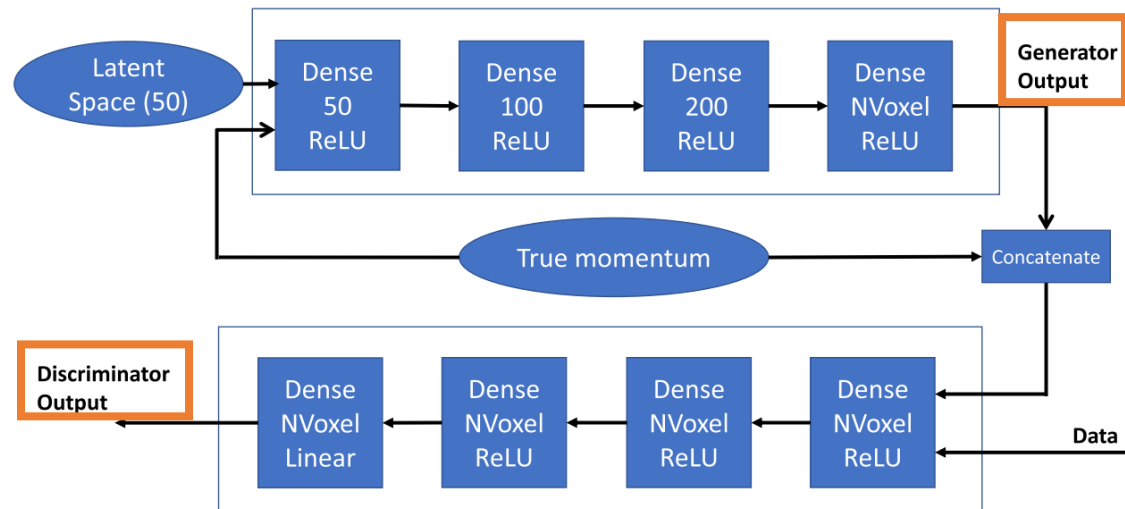 Latent
Space (50)
Dense
50
ReLU
Dense
100
ReLU
Dense
200
ReLU
Dense
NVoxel
ReLU
Generator
Output
True momentum
Concatenate
Discriminator
Output
Dense
NVoxel
Linear
Dense
NVoxel
ReLU
Dense
NVoxel
ReLU
Dense
NVoxel
ReLU
Data